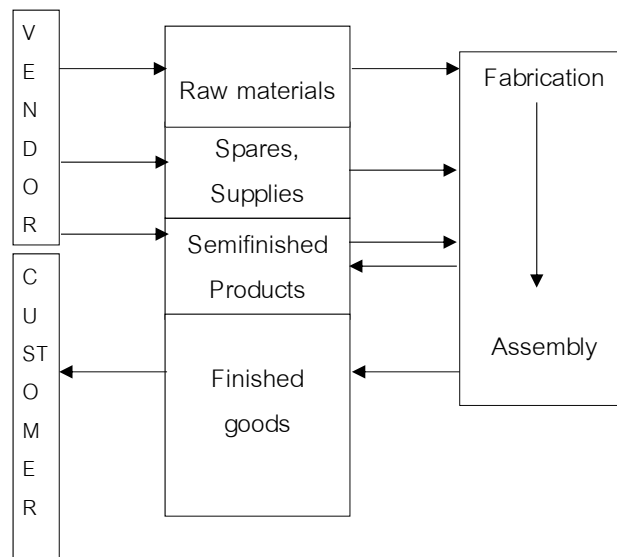 V
E
N
D
O
R
C
U
ST
O
M
E
R
Raw materials
Spares,
Supplies
Semifinished
Products
Finished
goods
Fabrication
Assembly